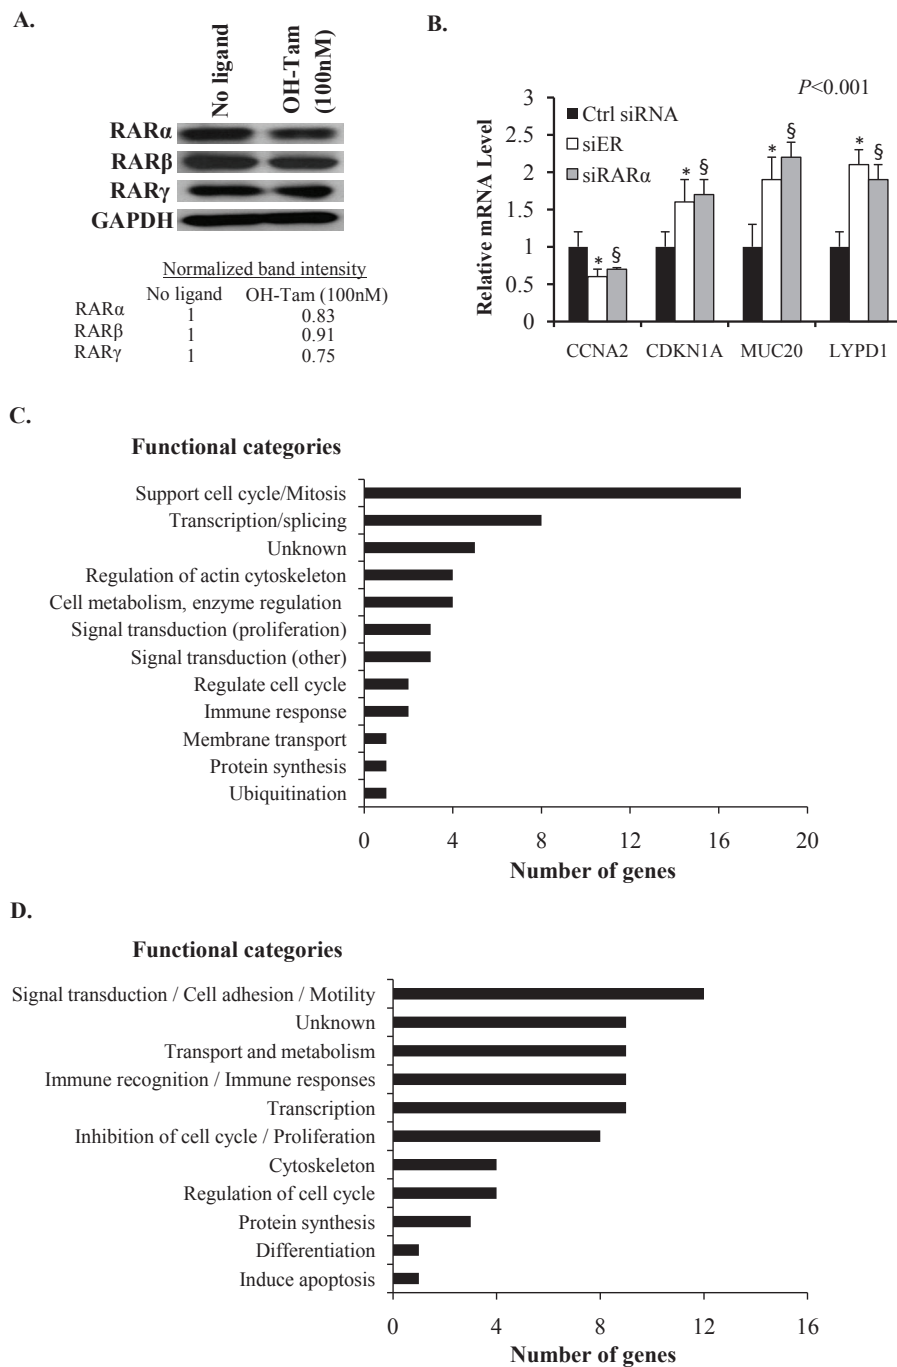 A.
No ligand
OH-Tam
(100nM)
RARα
RARβ
RARγ
GAPDH
Normalized band intensity
No ligand OH-Tam (100nM)
RARα 1 0.83
RARβ 1 0.91
RARγ 1 0.75
B.
P<0.001
Relative mRNA Level
3
2.5
2
1.5
1
0.5
0
Ctrl siRNA
siER
siRARα
* § * § * § * §
CCNA2 CDKN1A MUC20 LYPD1
C.
Functional categories
Support cell cycle/Mitosis
Transcription/splicing
Unknown
Regulation of actin cytoskeleton
Cell metabolism, enzyme regulation
Signal transduction (proliferation)
Signal transduction (other)
Regulate cell cycle
Immune response
Membrane transport
Protein synthesis
Ubiquitination
0 4 8 12 16 20
Number of genes
D.
Functional categories
Signal transduction / Cell adhesion / Motility
Unknown
Transport and metabolism
Immune recognition / Immune responses
Transcription
Inhibition of cell cycle / Proliferation
Cytoskeleton
Regulation of cell cycle
Protein synthesis
Differentiation
Induce apoptosis
0 4 8 12 16
Number of genes